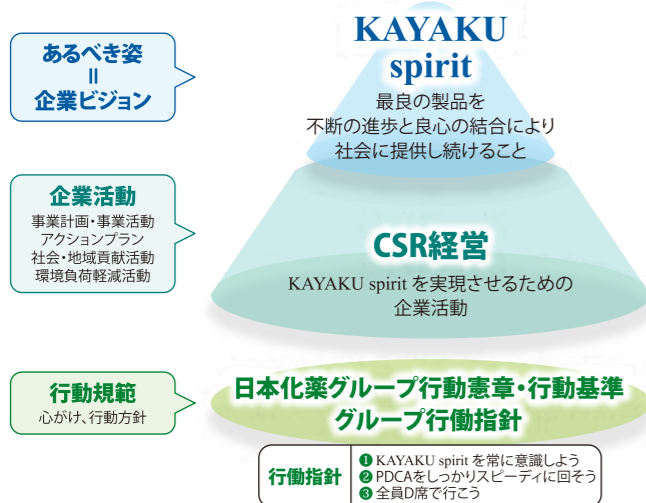 あるべき姿
＝
企業ビジョン
KAYAKU
spirit
最良の製品を
不断の進歩と良心の結合により
社会に提供し続けること
企業活動
事業計画・事業活動
アクションプラン
社会・地域貢献活動
環境負荷軽減活動
CSR経営
KAYAKU spirit を実現させるための
企業活動
行動規範
心がけ、行動方針
日本化薬グループ行動憲章・行動基準
グループ行働指針
行働指針
❶ KAYAKU spirit を常に意識しよう
❷ PDCAをしっかりスピーディに回そう
❸ 全員D席で行こう